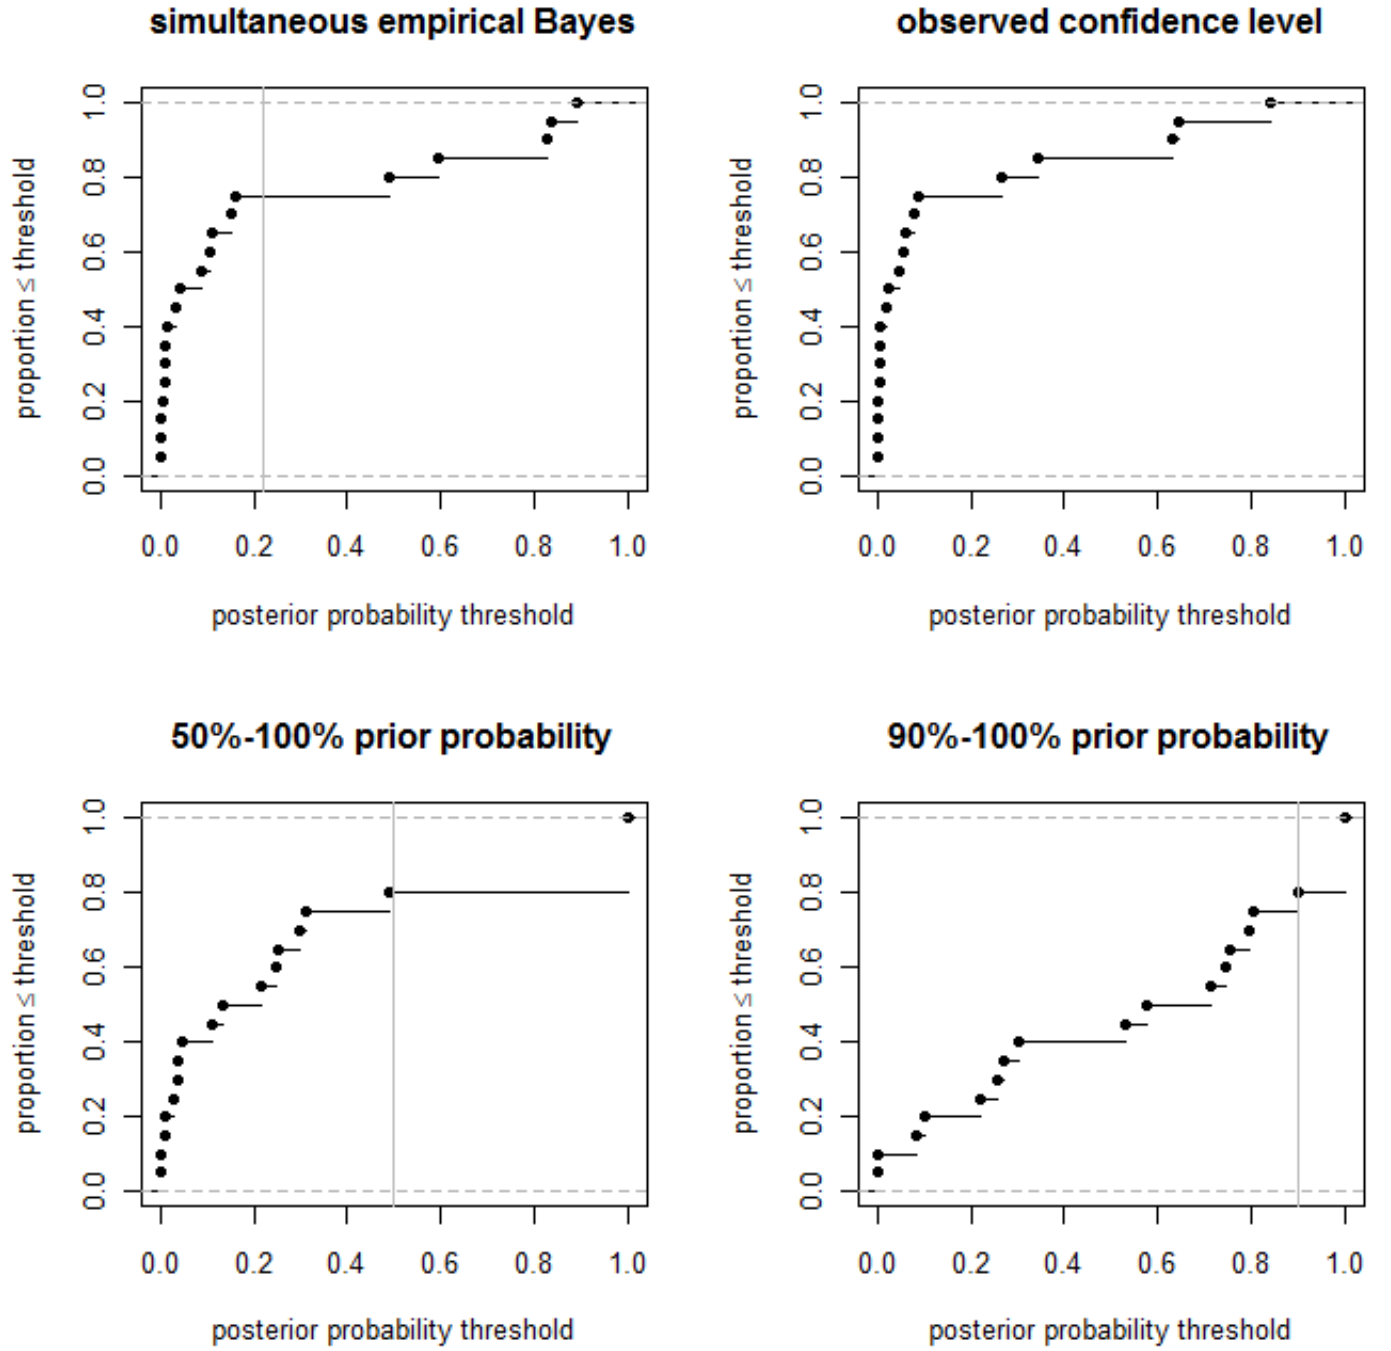 simultaneous empirical Bayes
proportion ≤ threshold
1.0
0.8
0.6
0.4
0.2
0.0
0.0 0.2 0.4 0.6 0.8 1.0
posterior probability threshold
observed confidence level
proportion ≤ threshold
1.0
0.8
0.6
0.4
0.2
0.0
0.0 0.2 0.4 0.6 0.8 1.0
posterior probability threshold
50%-100% prior probability
proportion ≤ threshold
1.0
0.8
0.6
0.4
0.2
0.0
0.0 0.2 0.4 0.6 0.8 1.0
posterior probability threshold
90%-100% prior probability
proportion ≤ threshold
1.0
0.8
0.6
0.4
0.2
0.0
0.0 0.2 0.4 0.6 0.8 1.0
posterior probability threshold